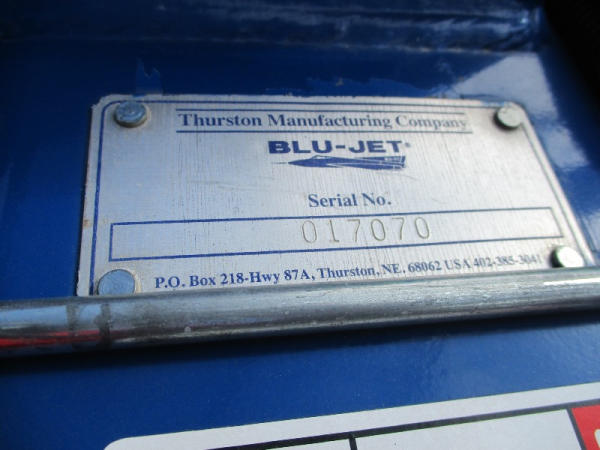 Thurston Manufacturing Company
BLU-JET®
Serial No.
017070
P.O. Box 218-Hwy 87A, Thurston, NE. 68062 USA 402-385-3041